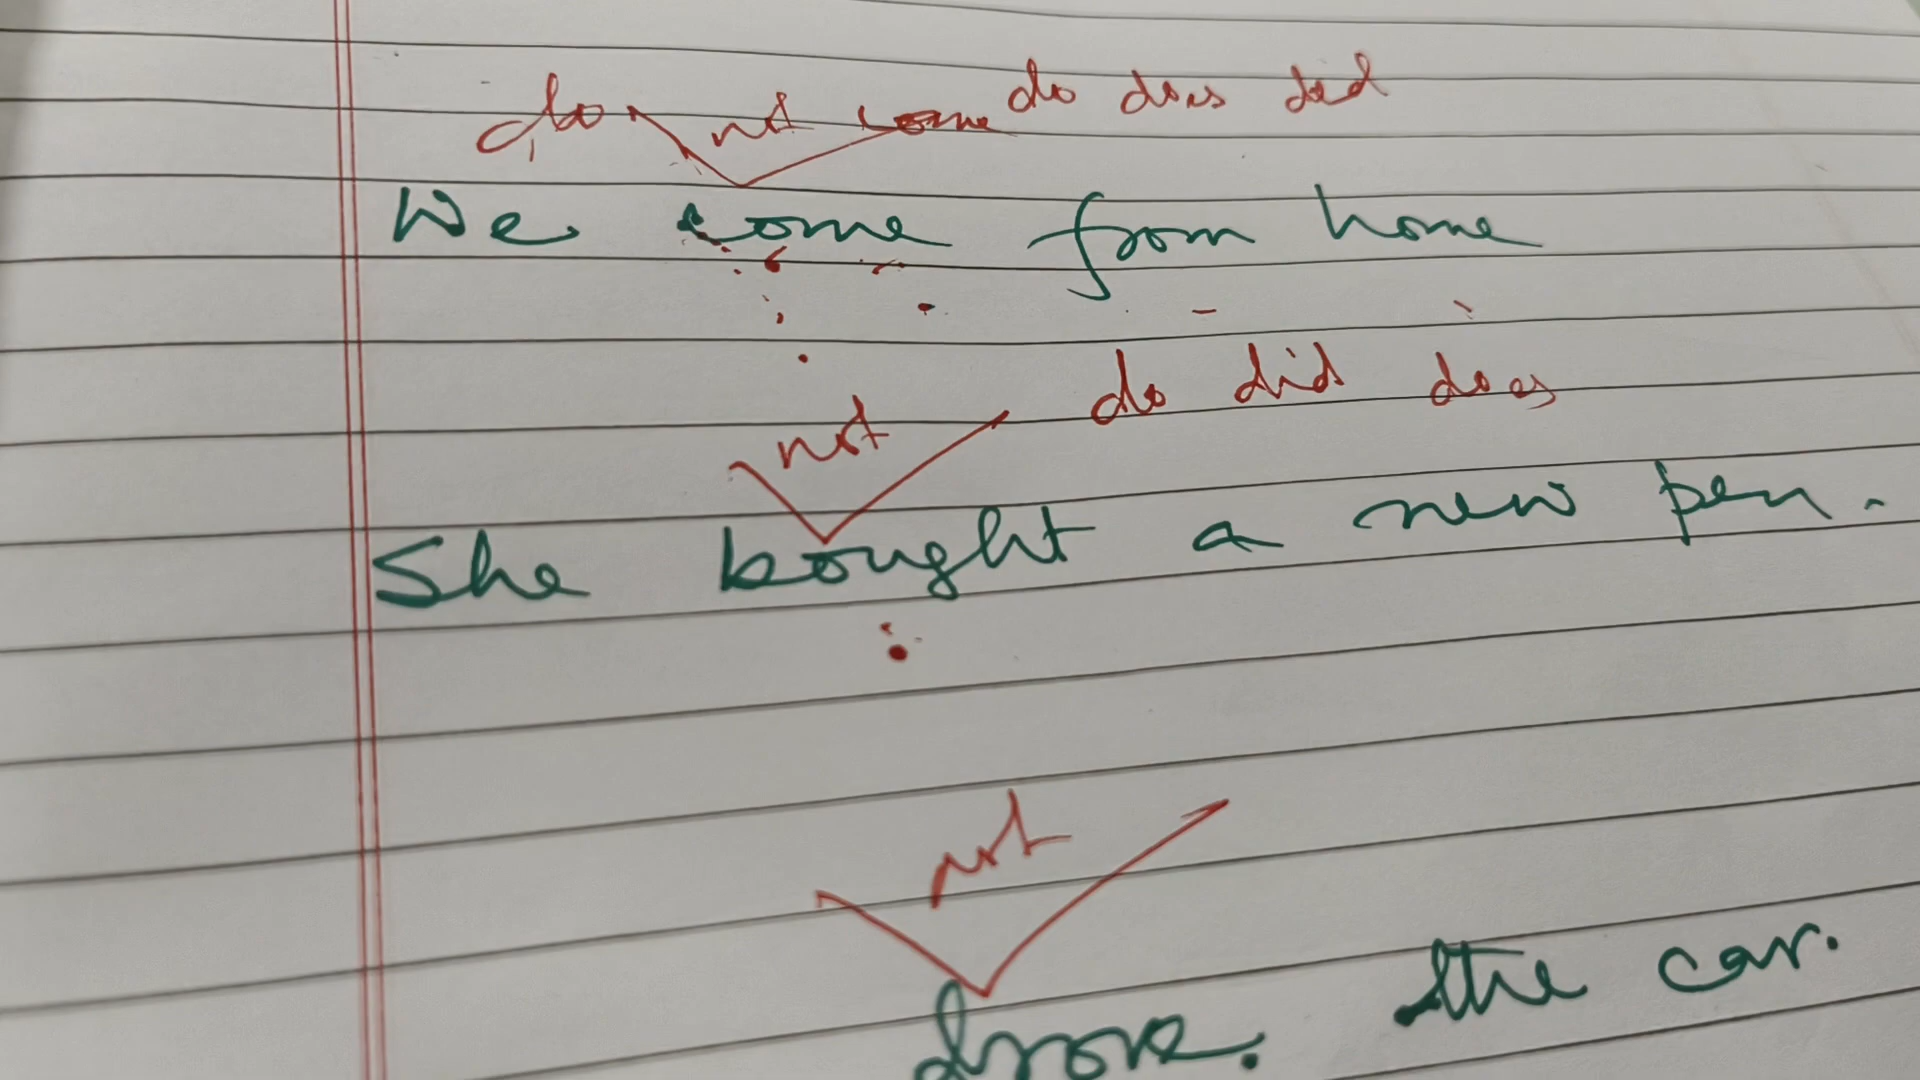 do not come do does did
We come from home
not do did does
She bought a new pen.
not
drove. the car.